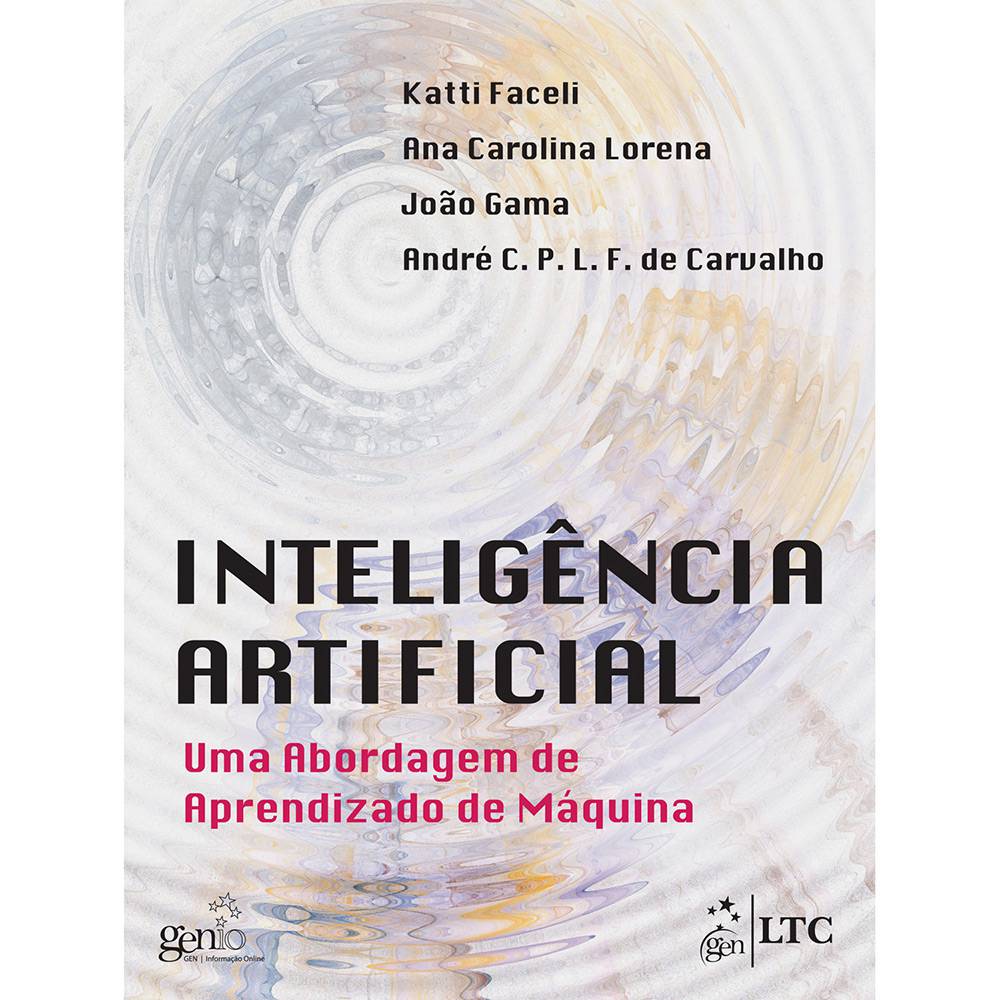 Katti Faceli
Ana Carolina Lorena
João Gama
André C. P. L. F. de Carvalho
INTELIGÊNCIA
ARTIFICIAL
Uma Abordagem de
Aprendizado de Máquina
genio
GEN | Informação Online
gen
LTC